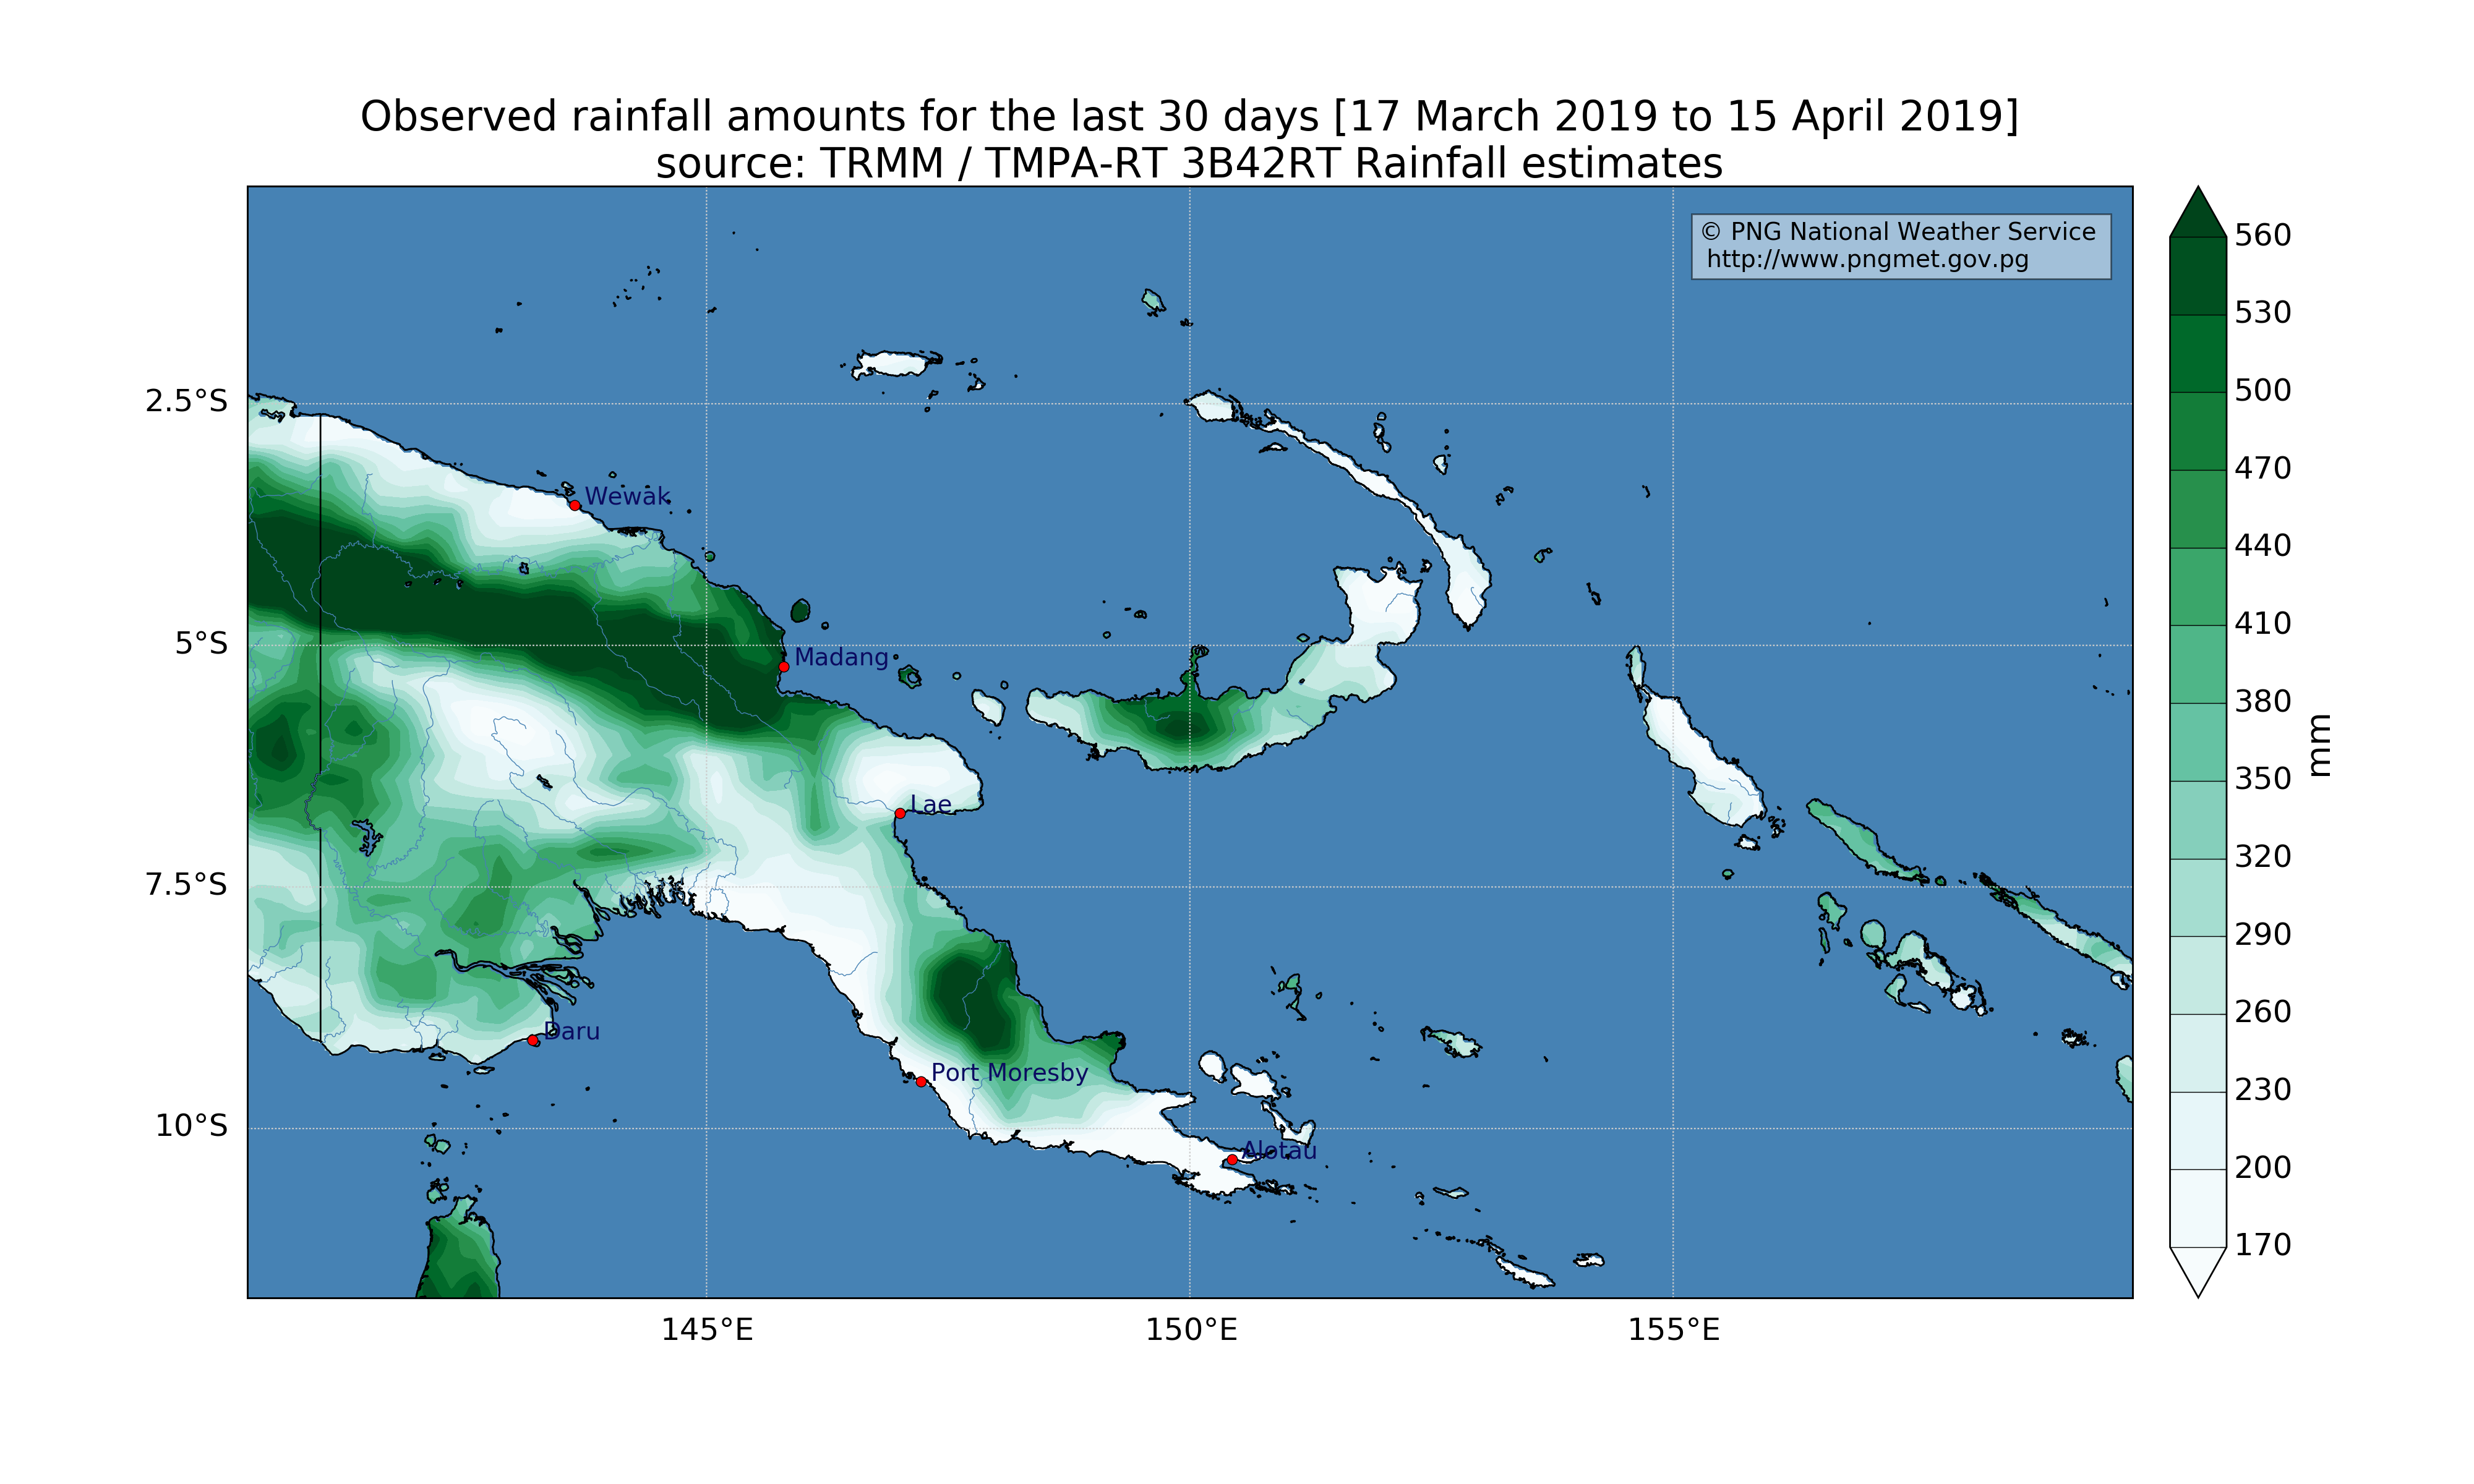 Observed rainfall amounts for the last 30 days [17 March 2019 to 15 April 2019]
source: TRMM / TMPA-RT 3B42RT Rainfall estimates
© PNG National Weather Service
http://www.pngmet.gov.pg
560
530
500
470
440
410
380
350
320
290
260
230
200
170
mm
2.5°S
5°S
7.5°S
10°S
Wewak
Madang
Lae
Daru
Port Moresby
Alotau
145°E
150°E
155°E